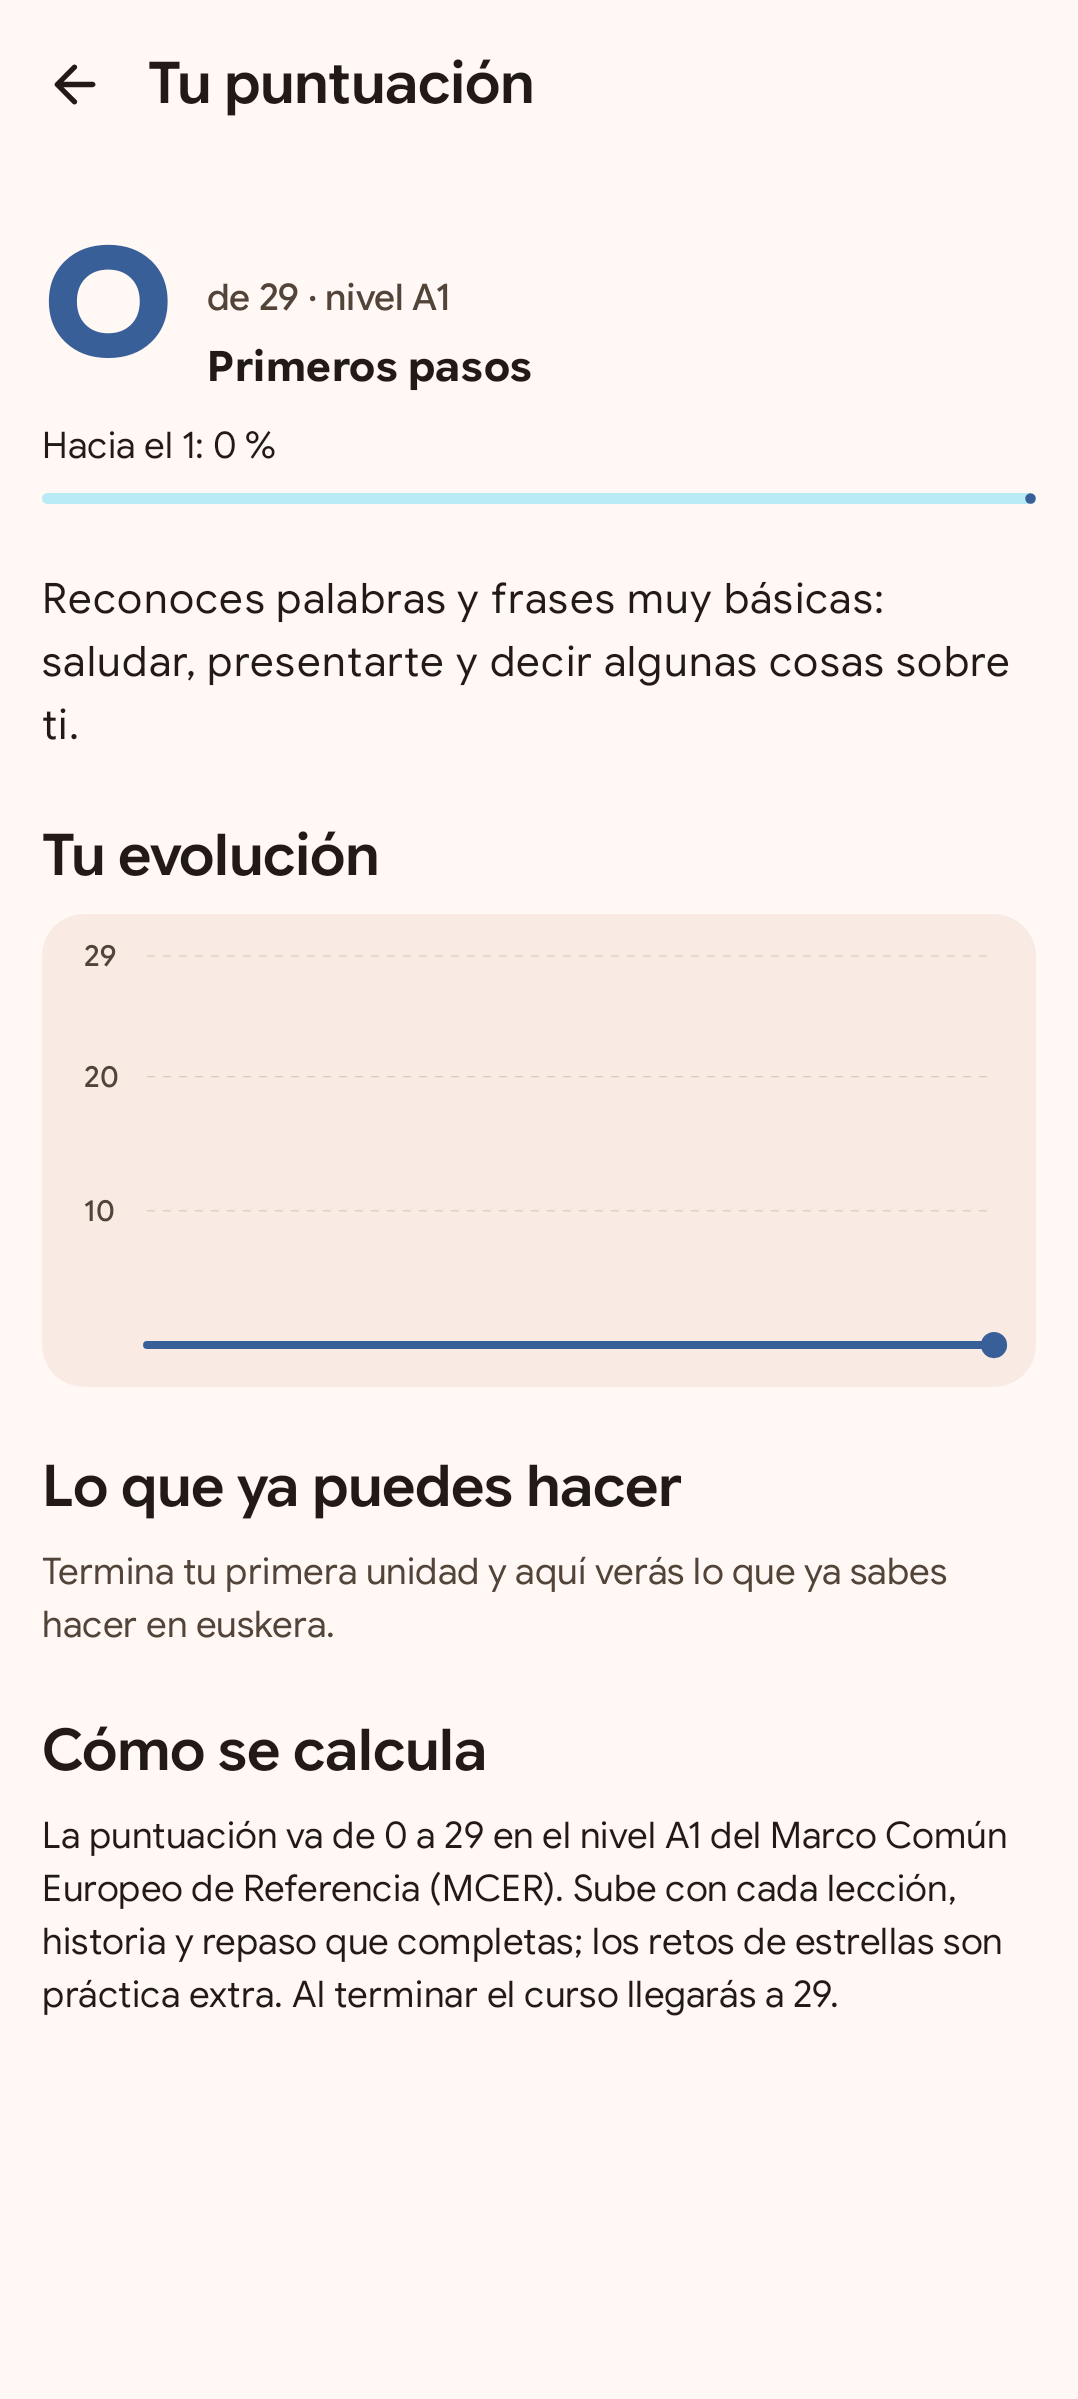 Tu puntuación
0
de 29 · nivel A1
Primeros pasos
Hacia el 1: 0 %
Reconoces palabras y frases muy básicas:
saludar, presentarte y decir algunas cosas sobre
ti.
Tu evolución
29
20
10
Lo que ya puedes hacer
Termina tu primera unidad y aquí verás lo que ya sabes
hacer en euskera.
Cómo se calcula
La puntuación va de 0 a 29 en el nivel A1 del Marco Común
Europeo de Referencia (MCER). Sube con cada lección,
historia y repaso que completas; los retos de estrellas son
práctica extra. Al terminar el curso llegarás a 29.